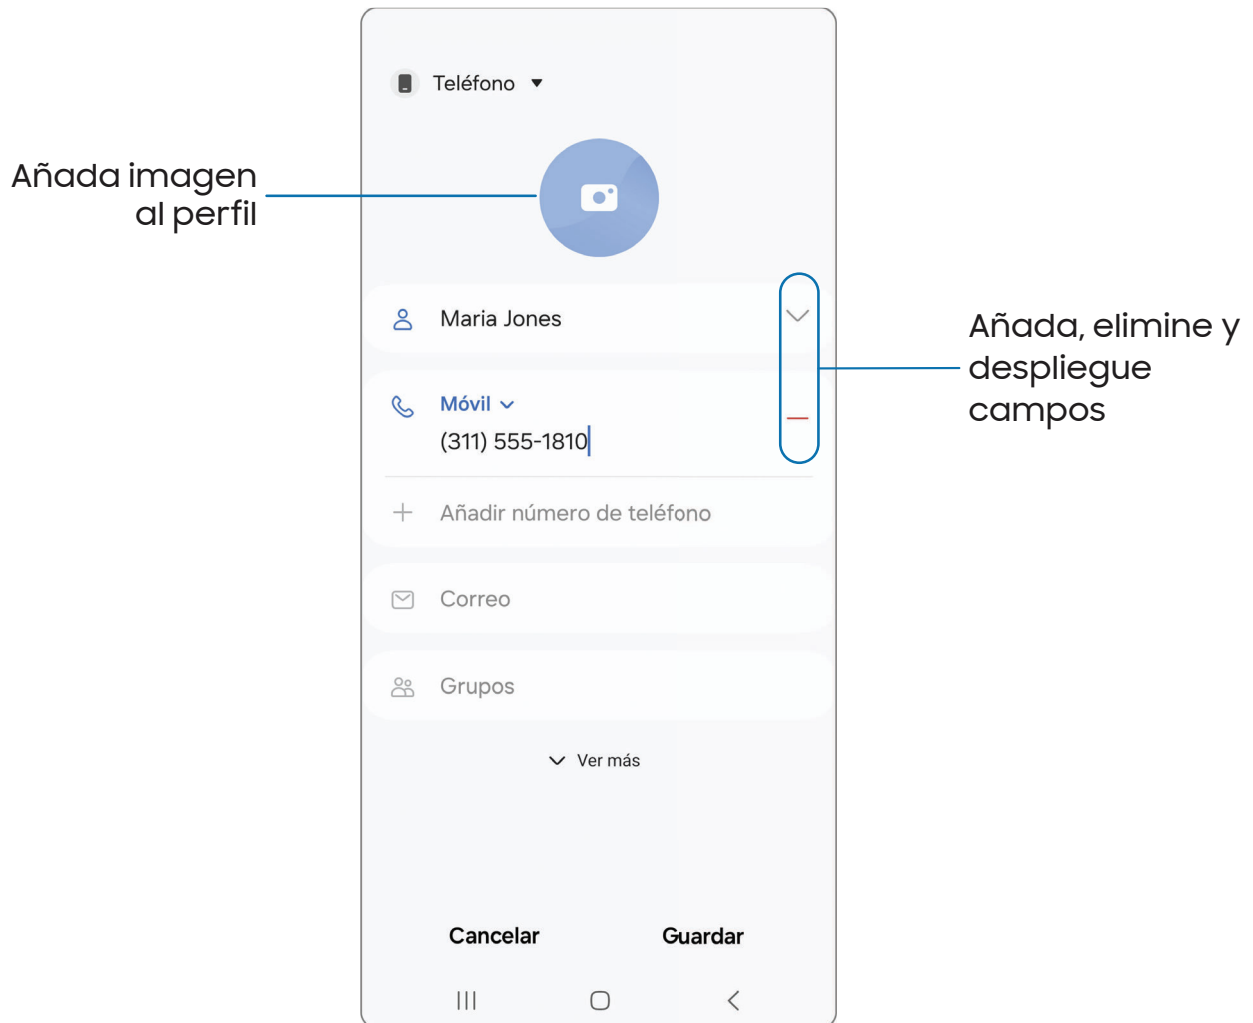 Teléfono
Añada imagen
al perfil
Maria Jones
Añada, elimine y
despliegue
campos
Móvil
(311) 555-1810
Añadir número de teléfono
Correo
Grupos
Ver más
Cancelar
Guardar